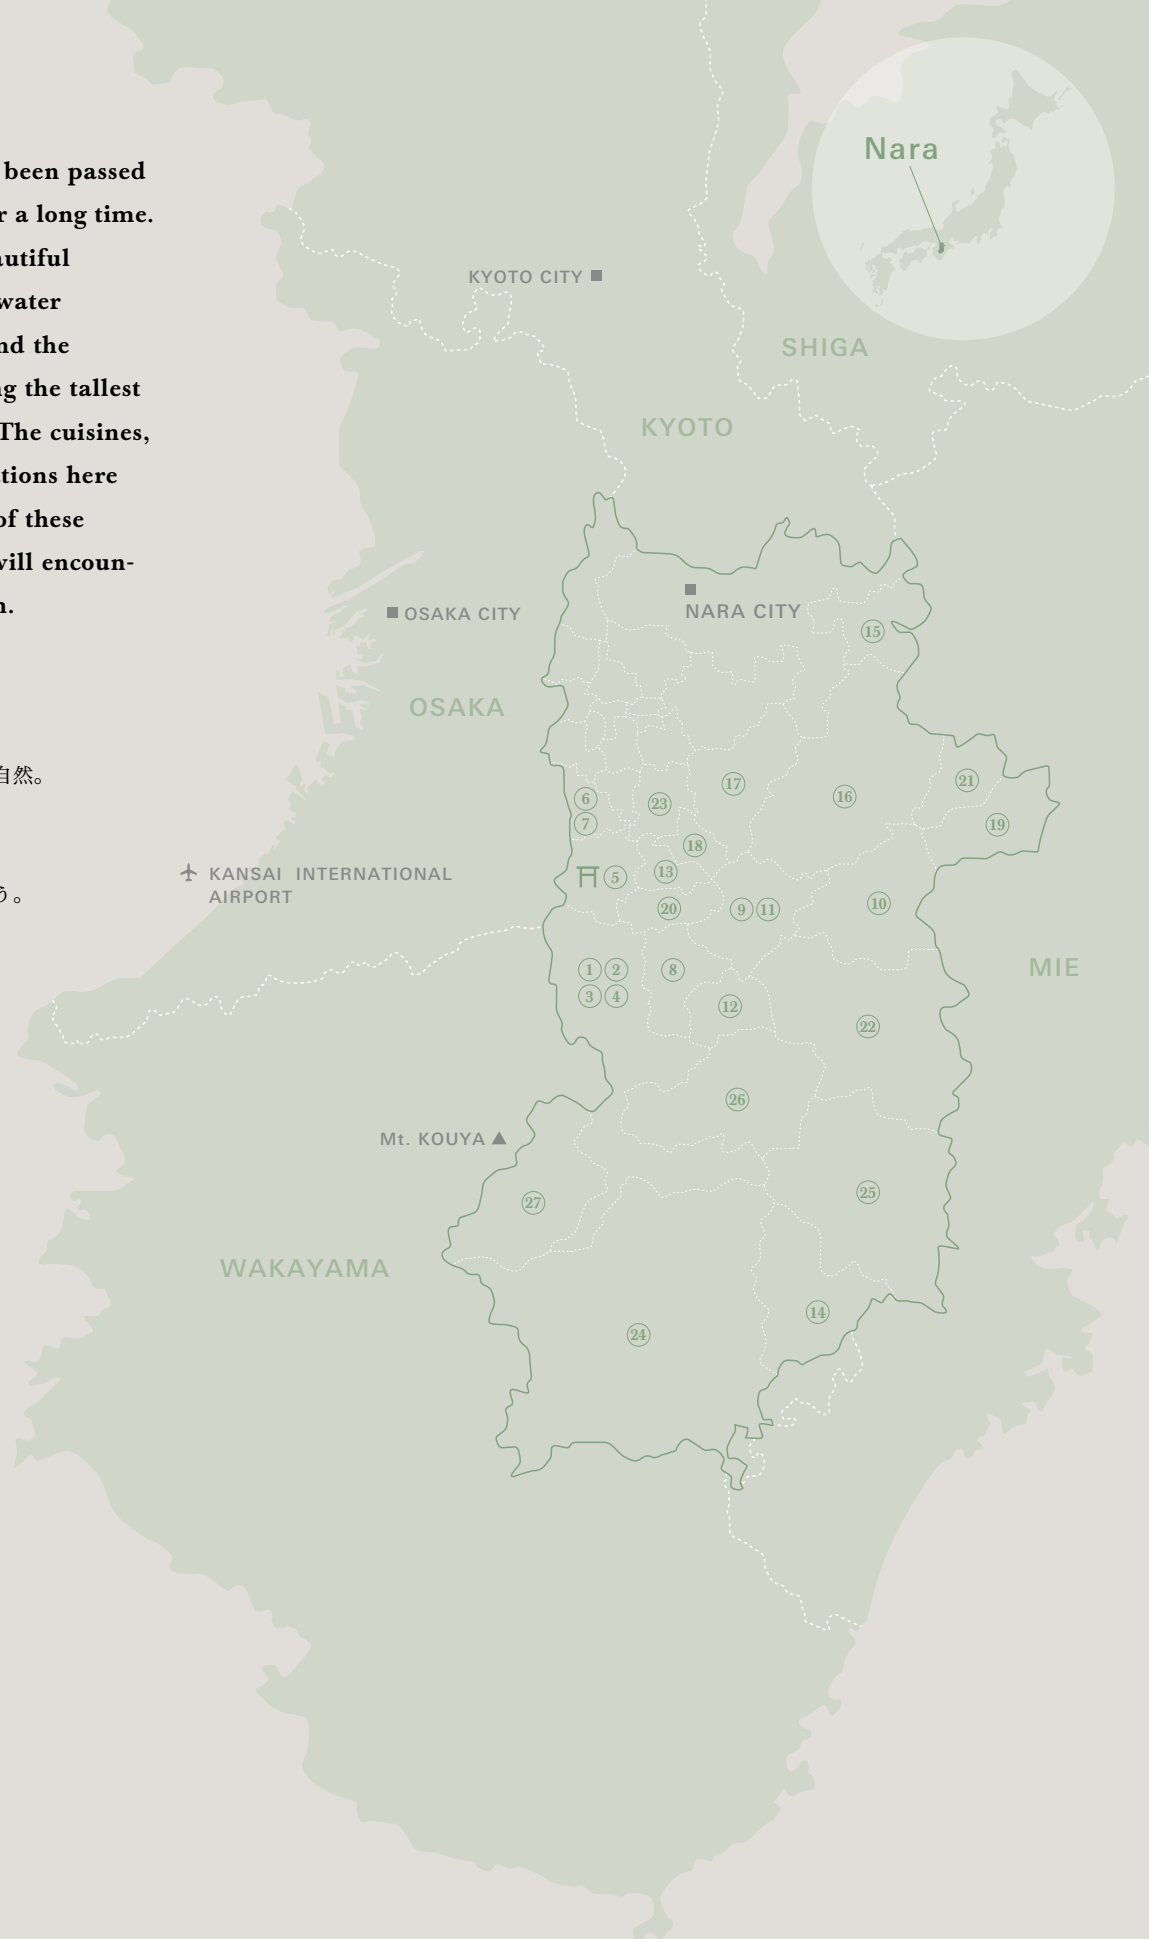 been passed
r a long time.
autiful
water
nd the
ng the tallest
The cuisines,
tions here
of these
will encoun-
n.
自然。
う。
Nara
KYOTO CITY
SHIGA
KYOTO
NARA CITY
OSAKA CITY
15
OSAKA
21
17
16
6
23
19
7
18
KANSAI INTERNATIONAL
AIRPORT
5
13
10
20
9 11
MIE
1 2
8
3 4
12
22
26
Mt. KOUYA
25
27
WAKAYAMA
14
24